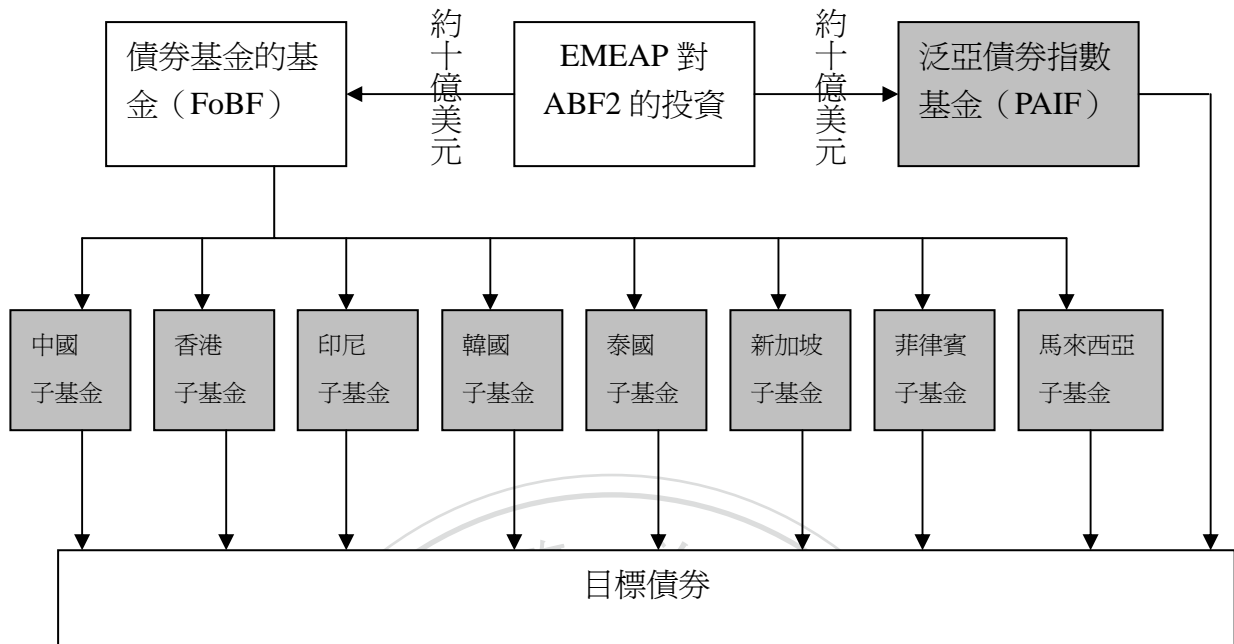 債券基金的基
金（FoBF）
約十億美元
EMEAP 對
ABF2 的投資
約十億美元
泛亞債券指數
基金（PAIF）
中國
子基金
香港
子基金
印尼
子基金
韓國
子基金
泰國
子基金
新加坡
子基金
菲律賓
子基金
馬來西亞
子基金
目標債券